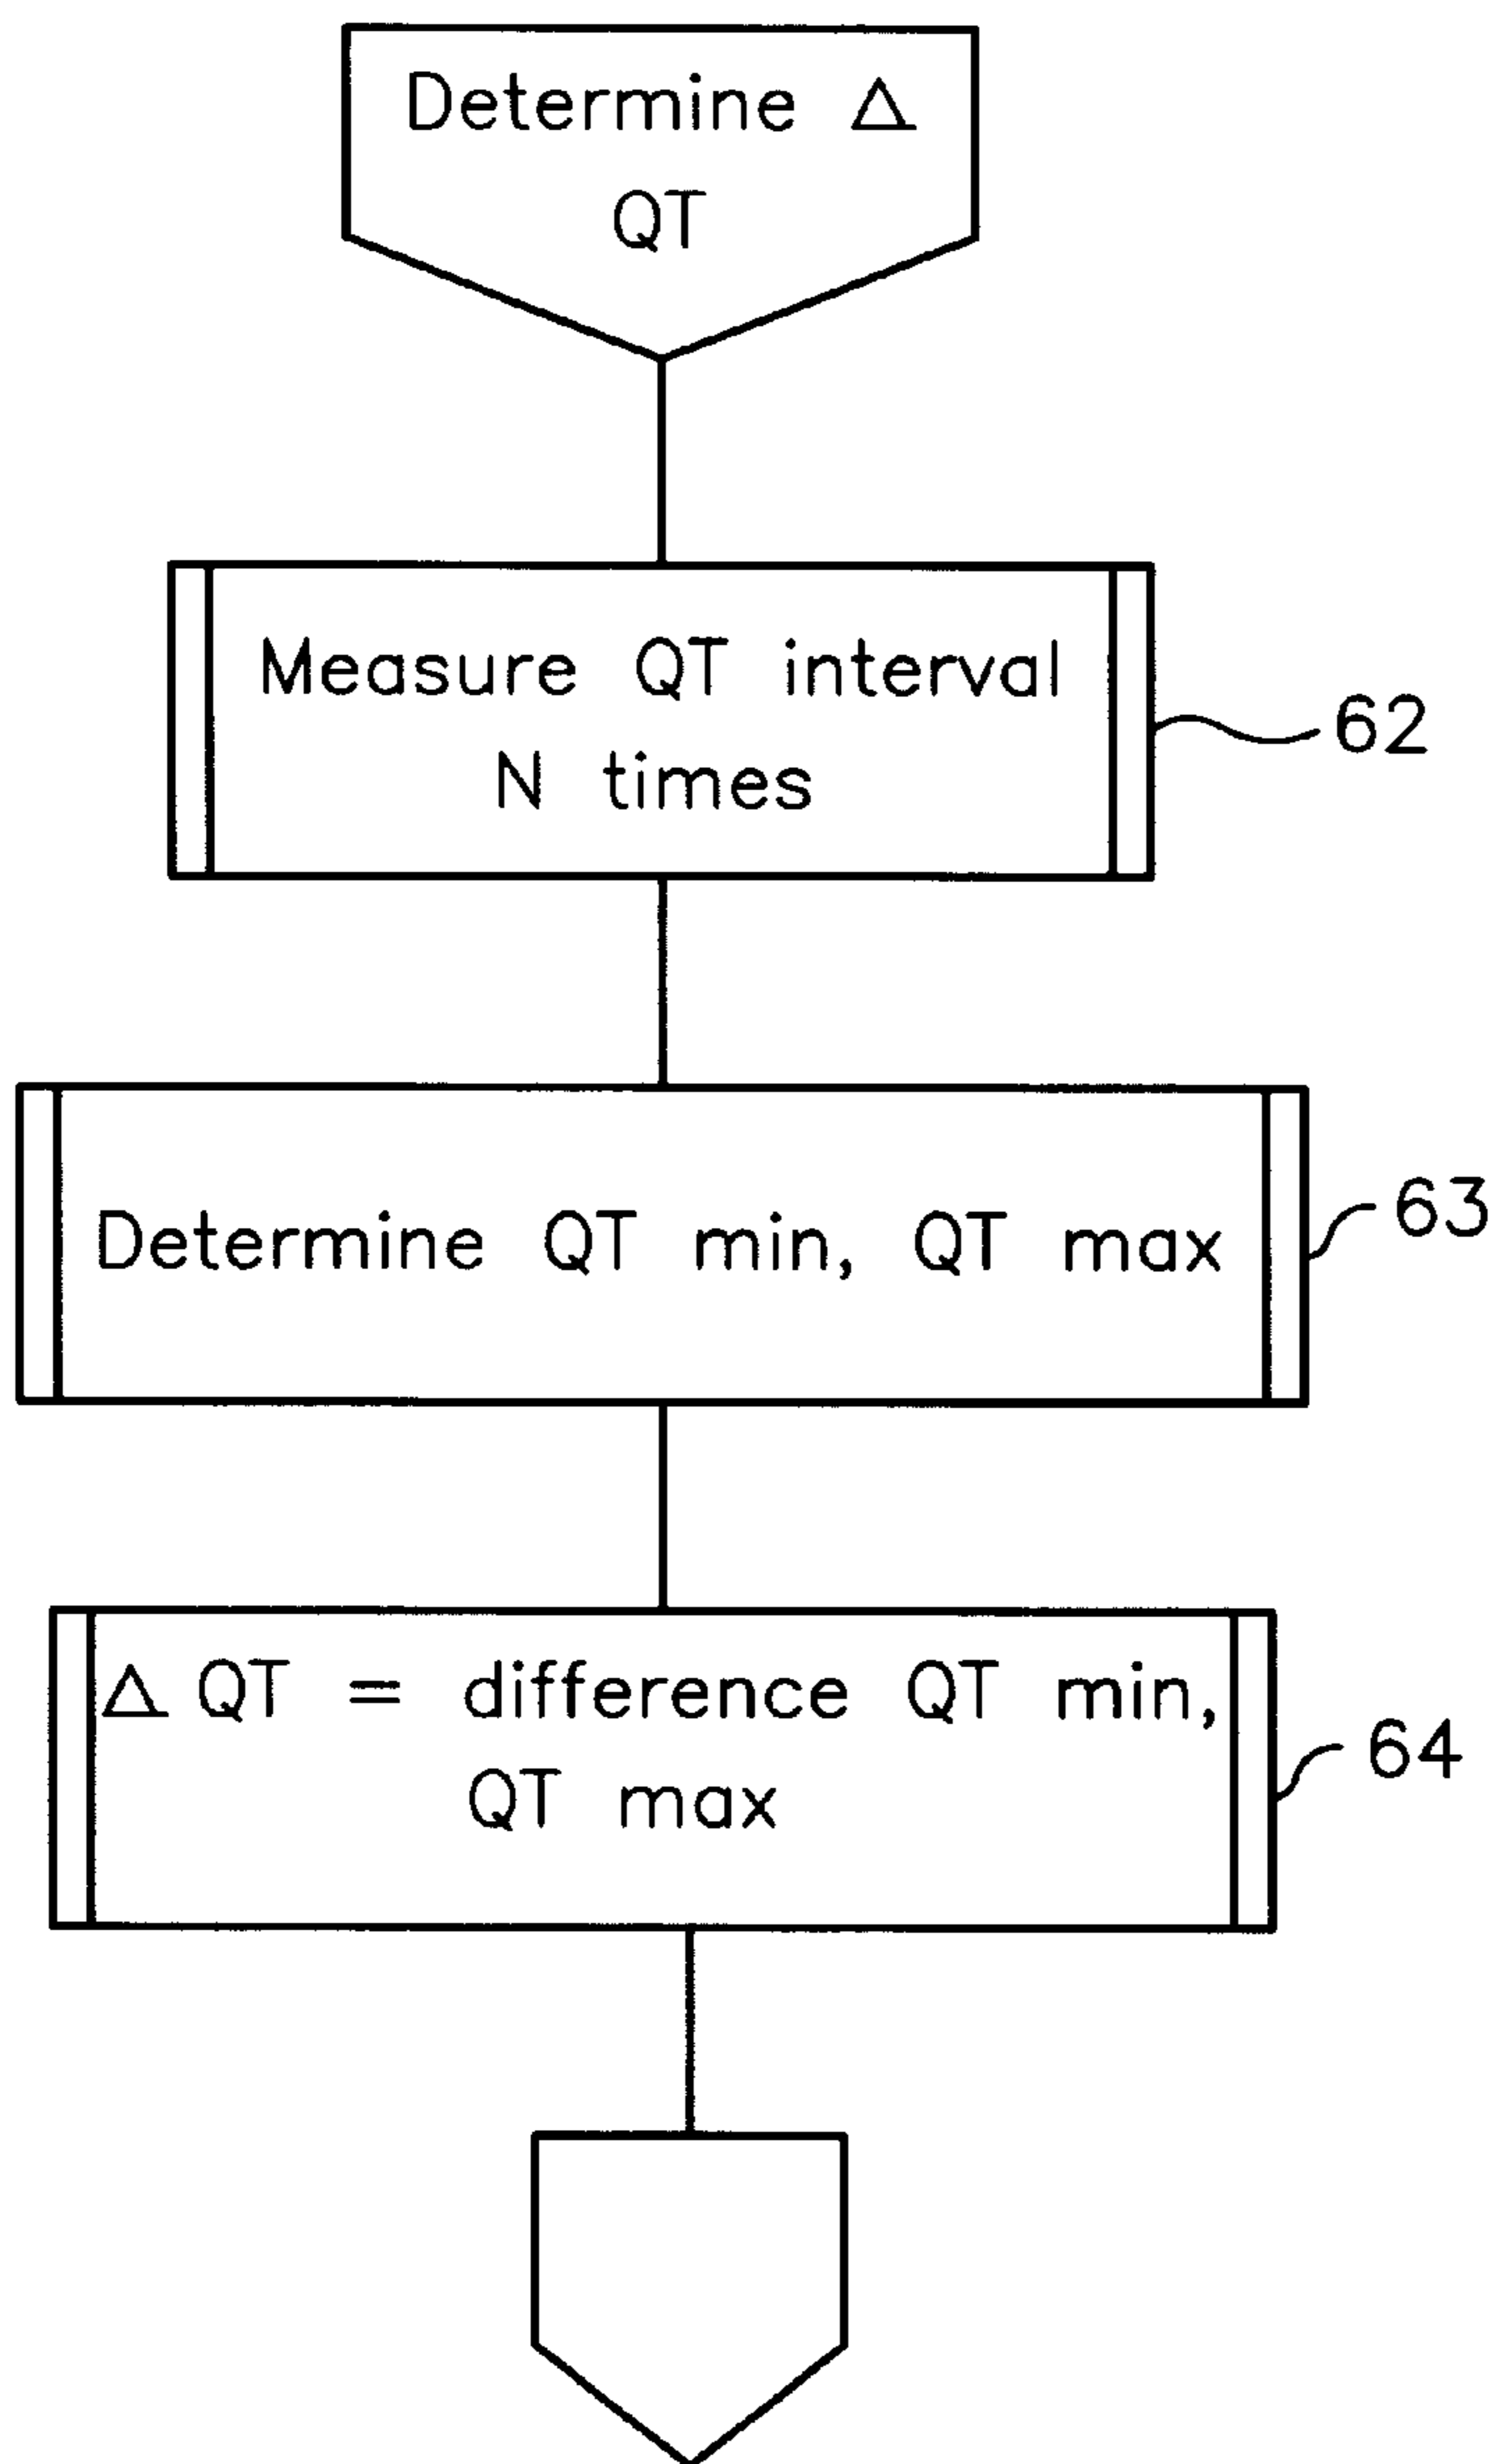 Determine Δ
QT
Measure QT interval
N times
62
Determine QT min, QT max
63
Δ QT = difference QT min,
QT max
64